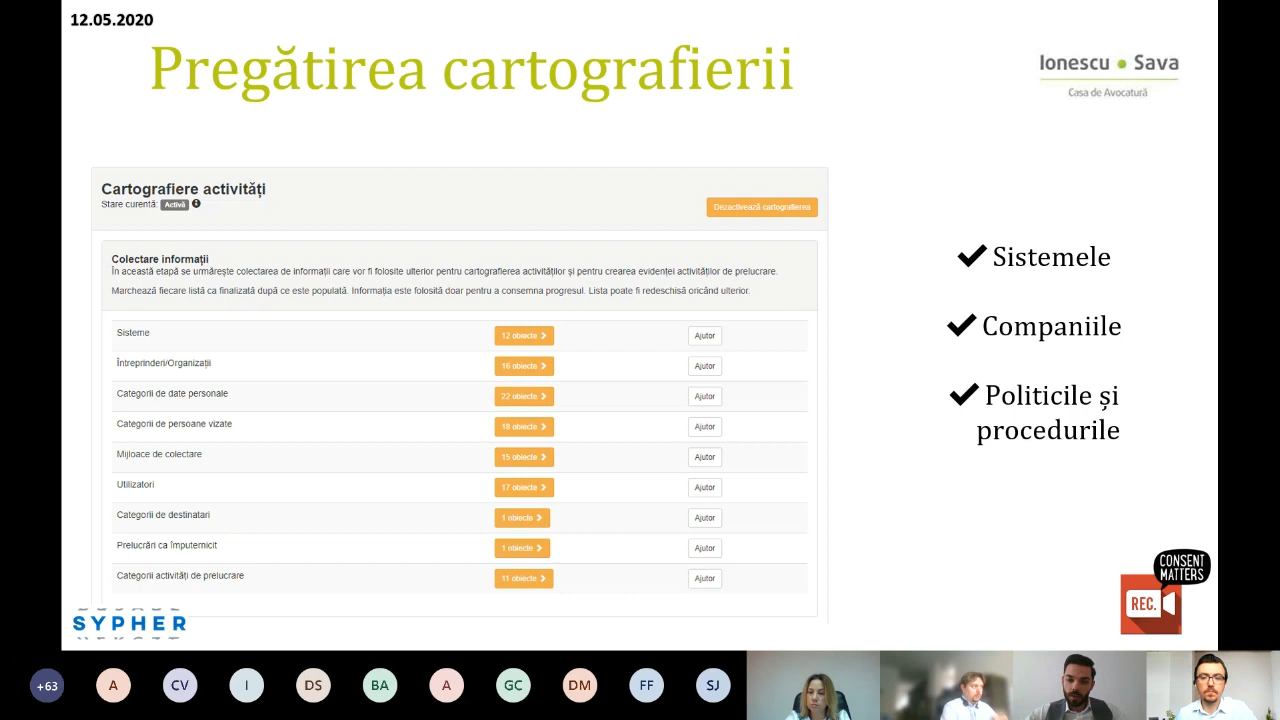 12.05.2020
Pregătirea cartografierii
Ionescu • Sava
Casa de Avocatură
Cartografiere activități
Stare curentă: Activă
Dezactivează cartografierea
Colectare informații
În această etapă se urmărește colectarea de informații care vor fi folosite ulterior pentru cartografierea activităților și pentru crearea evidenței activităților de prelucrare.
Marchează fiecare listă ca finalizată după ce este populată. Informația este folosită doar pentru a consemna progresul. Lista poate fi redeschisă oricând ulterior.
Sisteme 12 obiecte Ajutor
Întreprinderi/Organizații 16 obiecte Ajutor
Categorii de date personale 22 obiecte Ajutor
Categorii de persoane vizate 18 obiecte Ajutor
Mijloace de colectare 15 obiecte Ajutor
Utilizatori 17 obiecte Ajutor
Categorii de destinatari 1 obiecte Ajutor
Prelucrări ca împuternicit 1 obiecte Ajutor
Categorii activități de prelucrare 11 obiecte Ajutor
✔ Sistemele
✔ Companiile
✔ Politicile și
procedurile
SYPHER
CONSENT
MATTERS
REC.
+63 A CV I DS BA A GC DM FF SJ